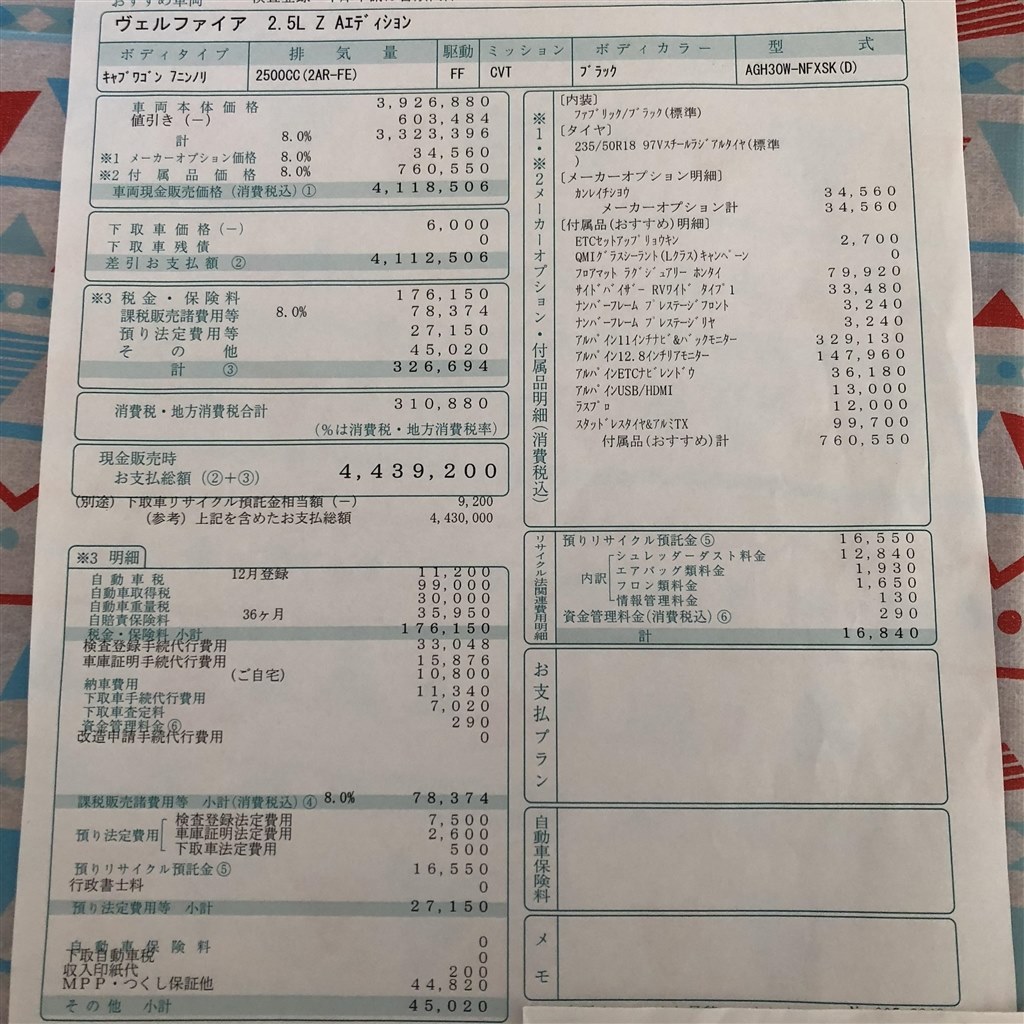 おすすめ車両
ヴェルフファイア 2.5L Z Aエディション
ボディタイプ 排気量 駆動 ミッション ボディカラー 型式
キャブワゴン 7ニンノリ 2500CC(2AR-FE) FF CVT ブラック AGH30W-NFXSK(D)
車両本体価格 3,926,880
値引き(-) 603,484
計 8.0% 3,323,396
※1 メーカーオプション価格 8.0% 34,560
※2 付属品価格 8.0% 760,550
車両現金販売価格(消費税込)① 4,118,506
下取車価格(-) 6,000
下取車残債 0
差引お支払額 ② 4,112,506
※3 税金・保険料 176,150
課税販売諸費用等 8.0% 78,374
預り法定費用等 27,150
その他 45,020
計 ③ 326,694
消費税・地方消費税合計 310,880
(%は消費税・地方消費税率)
現金販売時
お支払総額(②+③) 4,439,200
(別途)下取車リサイクル預託金相当額(-) 9,200
(参考)上記を含めたお支払総額 4,430,000
※3 明細
自動車税 12月登録 11,200
自動車取得税 99,000
自動車重量税 30,000
自賠責保険料 36ヶ月 35,950
税金・保険料 小計 176,150
検査登録手続代行費用 33,048
車庫証明手続代行費用 15,876
(ご自宅) 10,800
納車費用
下取車手続代行費用 11,340
下取車査定料 7,020
資金管理料金⑥ 290
改造申請手続代行費用 0
課税販売諸費用等 小計(消費税込)④ 8.0% 78,374
預り法定費用
検査登録法定費用 7,500
車庫証明法定費用 2,600
下取車法定費用 500
預りリサイクル預託金⑤ 16,550
行政書士料 0
預り法定費用等 小計 27,150
自動車保険料 0
下取自動車税 0
収入印紙代 200
MPP・つくし保証他 44,820
その他 小計 45,020
※1・※2メーカーオプション・付属品明細(消費税込)
[内装]
ファブリック/ブラック(標準)
[タイヤ]
235/50R18 97Vスチールラジアルタイヤ(標準
)
[メーカーオプション明細]
カンレイチショウ 34,560
メーカーオプション計 34,560
[付属品(おすすめ)明細]
ETCセットアップリョウキン 2,700
QMIグラスシーラント(Lクラス)キャンペーン 0
フロアマット ラグジュアリー ホンタイ 79,920
サイドバイザー RVワイド タイプ1 33,480
ナンバーフレーム プレステージフロント 3,240
ナンバーフレーム プレステージリヤ 3,240
アルパイン11インチナビ&バックモニター 329,130
アルパイン12.8インチリアモニター 147,960
アルパインETCナビレンドウ 36,180
アルパインUSB/HDMI 13,000
ラスプロ 12,000
スタッドレスタイヤ&アルミTX 99,700
付属品(おすすめ)計 760,550
リサイクル法関連費用明細
預りリサイクル預託金⑤ 16,550
内訳
シュレッダーダスト料金 12,840
エアバッグ類料金 1,930
フロン類料金 1,650
情報管理料金 130
資金管理料金(消費税込)⑥ 290
計 16,840
お支払プラン
自動車保険料
メモ